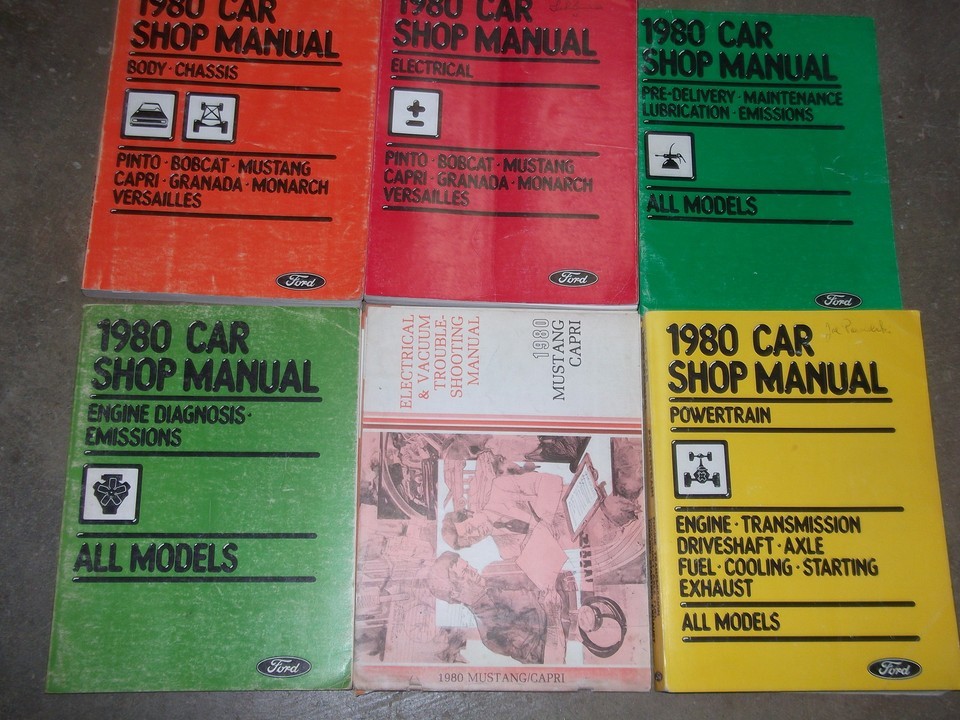 1980 CAR
SHOP MANUAL
BODY · CHASSIS
PINTO · BOBCAT · MUSTANG
CAPRI · GRANADA · MONARCH
VERSAILLES
Ford
1980 CAR
SHOP MANUAL
ELECTRICAL
PINTO · BOBCAT · MUSTANG
CAPRI · GRANADA · MONARCH
VERSAILLES
Ford
1980 CAR
SHOP MANUAL
PRE-DELIVERY · MAINTENANCE
LUBRICATION · EMISSIONS
ALL MODELS
Ford
1980 CAR
SHOP MANUAL
ENGINE DIAGNOSIS ·
EMISSIONS
ALL MODELS
Ford
ELECTRICAL
& VACUUM
TROUBLE-
SHOOTING
MANUAL
1980
MUSTANG
CAPRI
1980 MUSTANG/CAPRI
1980 CAR
SHOP MANUAL
POWERTRAIN
ENGINE · TRANSMISSION
DRIVESHAFT · AXLE
FUEL · COOLING · STARTING
EXHAUST
ALL MODELS
Ford